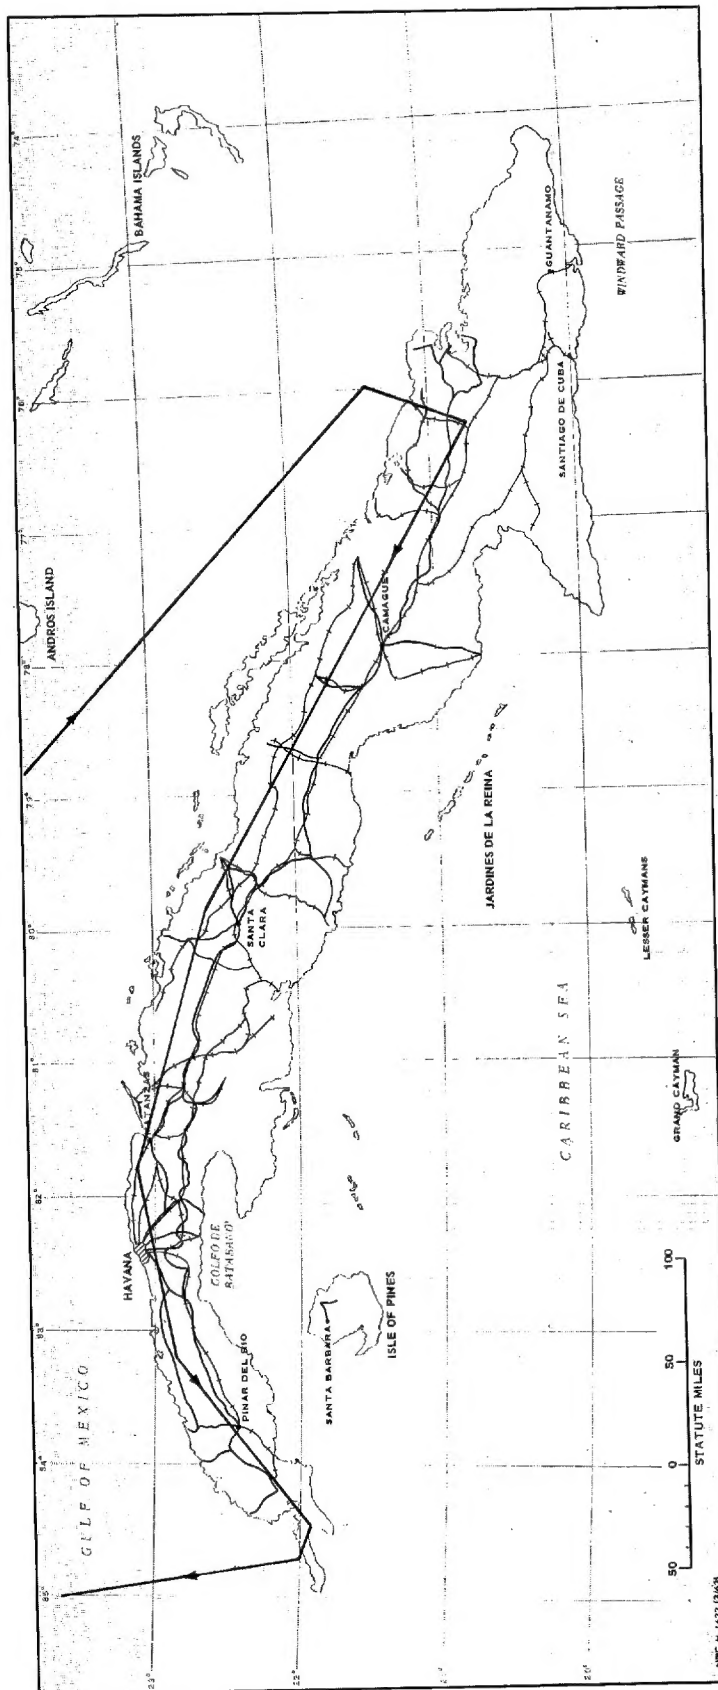 GULF OF MEXICO
HAVANA
MATANZAS
PINAR DEL RIO
GOLFO DE
BATABANO
SANTA BARBARA
ISLE OF PINES
SANTA
CLARA
CAMAGUEY
JARDINES DE LA REINA
CARIBBEAN SEA
LESSER CAYMANS
GRAND CAYMAN
ANDROS ISLAND
BAHAMA ISLANDS
SANTIAGO DE CUBA
GUANTANAMO
WINDWARD PASSAGE
85°
84°
83°
82°
81°
80°
79°
78°
77°
76°
75°
74°
23°
22°
21°
20°
50
0
50
100
STATUTE MILES